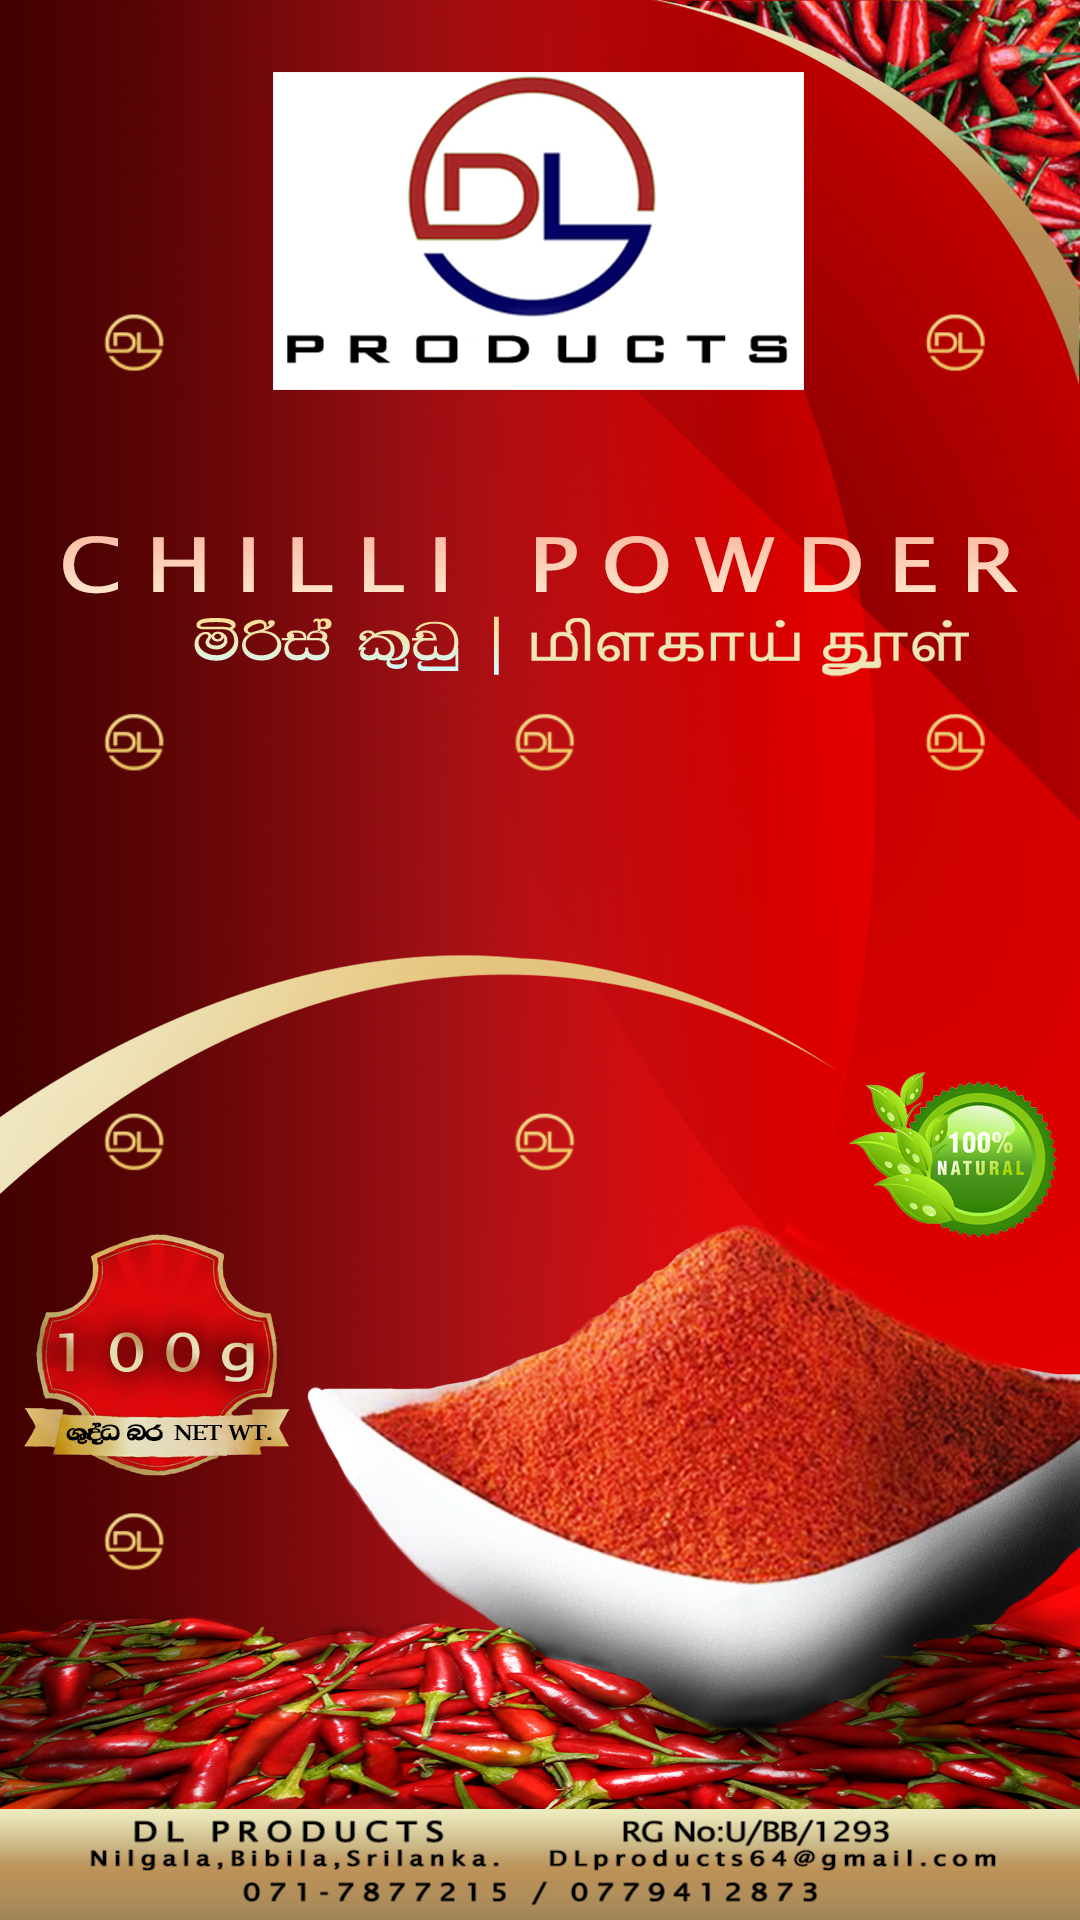 DL
PRODUCTS
DL
DL
CHILLI POWDER
මිරිස් කුඩු | மிளகாய் தூள்
DL
DL
DL
DL
DL
100%
NATURAL
100g
ශුද්ධ බර NET WT.
DL
DL PRODUCTS RG No:U/BB/1293
Nilgala,Bibila,Srilanka. DLproducts64@gmail.com
071-7877215 / 0779412873